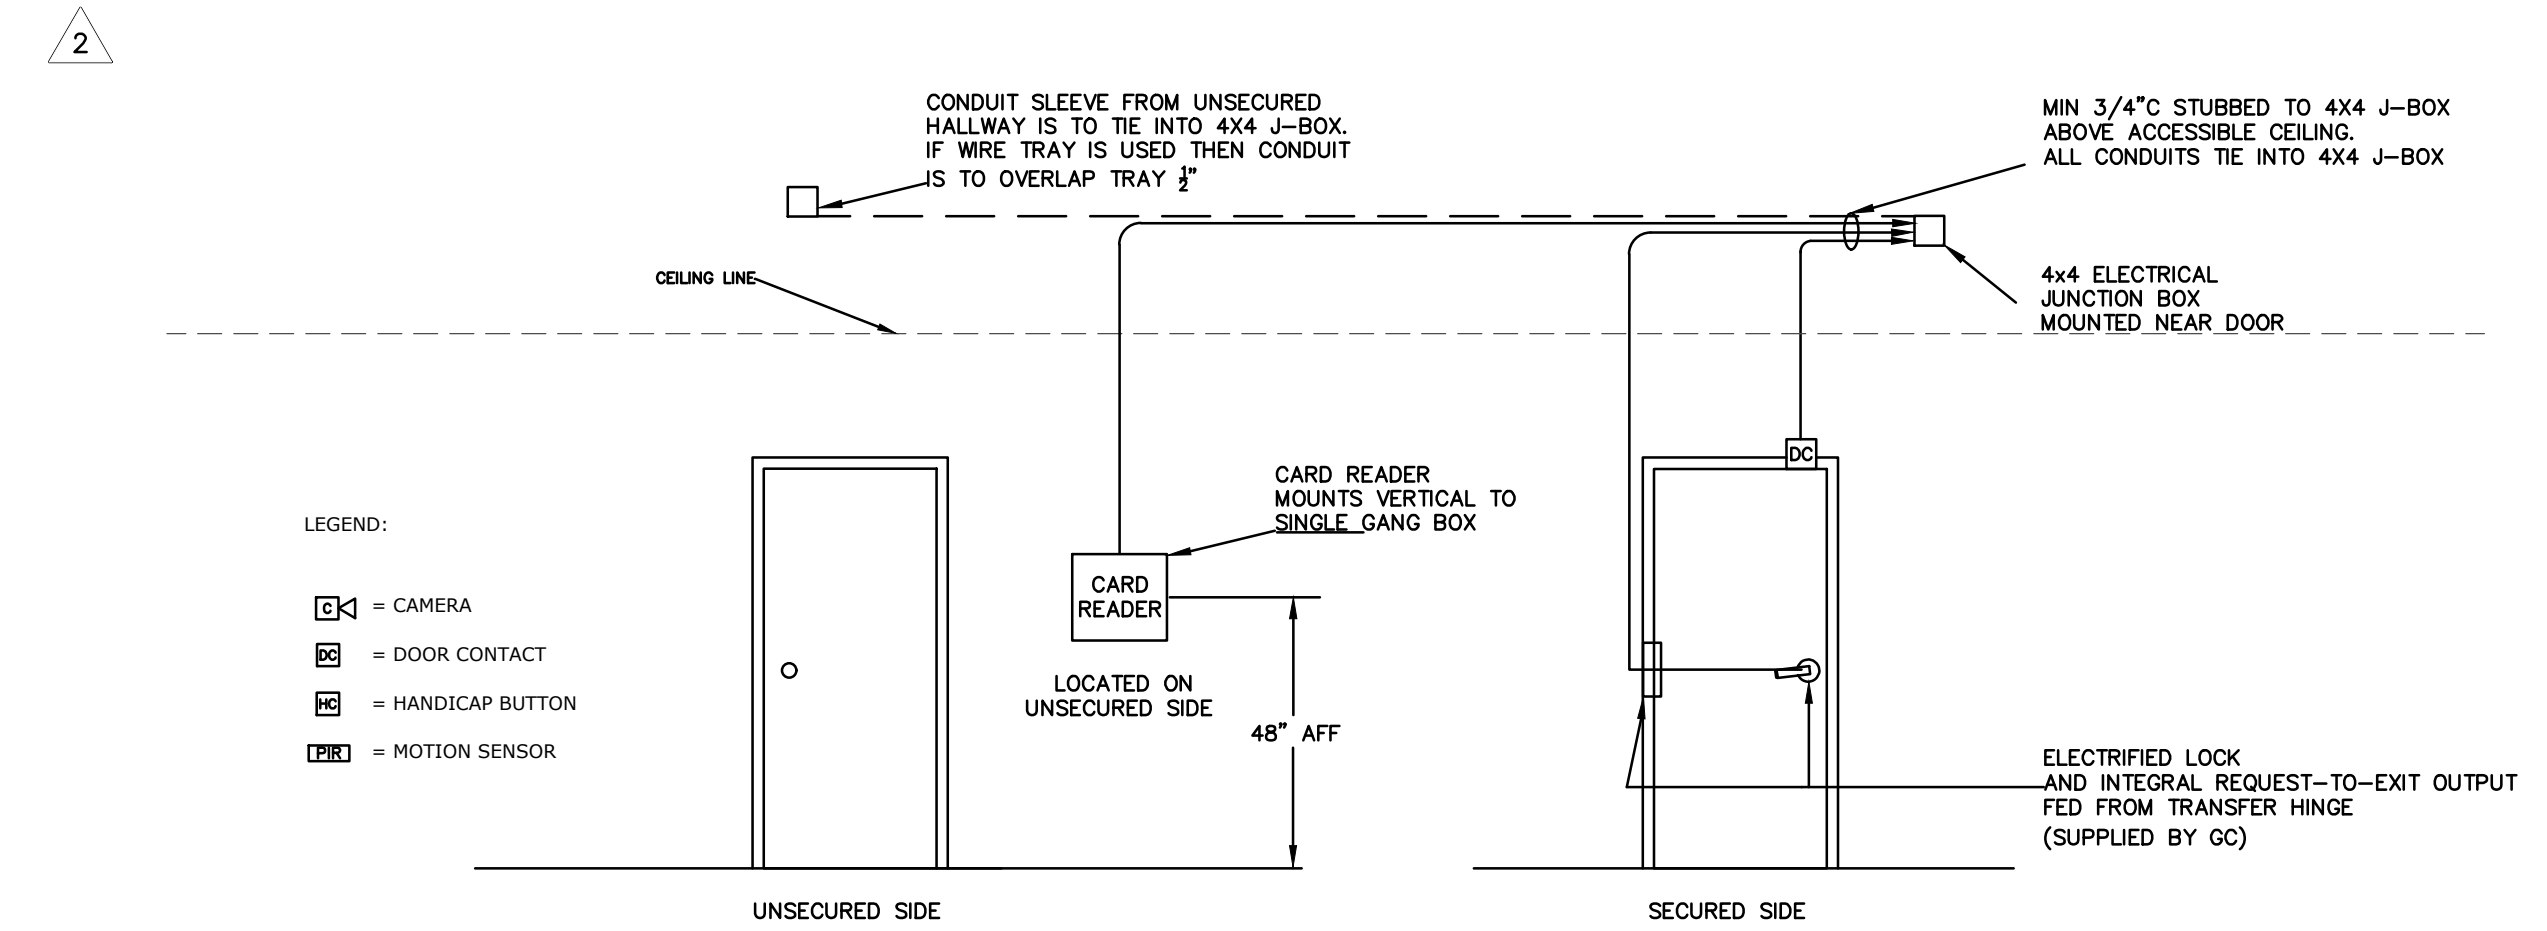 2
CONDUIT SLEEVE FROM UNSECURED
HALLWAY IS TO TIE INTO 4X4 J-BOX.
IF WIRE TRAY IS USED THEN CONDUIT
IS TO OVERLAP TRAY ½"
MIN 3/4"C STUBBED TO 4X4 J-BOX
ABOVE ACCESSIBLE CEILING.
ALL CONDUITS TIE INTO 4X4 J-BOX
CEILING LINE
4x4 ELECTRICAL
JUNCTION BOX
MOUNTED NEAR DOOR
DC
CARD READER
MOUNTS VERTICAL TO
SINGLE GANG BOX
CARD
READER
LOCATED ON
UNSECURED SIDE
48" AFF
LEGEND:
C = CAMERA
DC = DOOR CONTACT
HC = HANDICAP BUTTON
PIR = MOTION SENSOR
ELECTRIFIED LOCK
AND INTEGRAL REQUEST-TO-EXIT OUTPUT
FED FROM TRANSFER HINGE
(SUPPLIED BY GC)
UNSECURED SIDE
SECURED SIDE